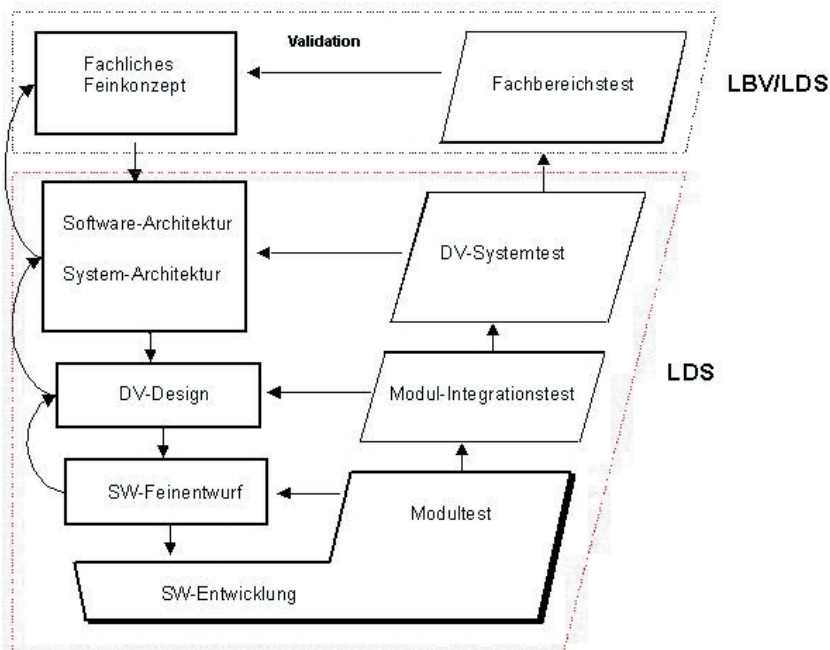 Validation
Fachliches
Feinkonzept
Fachbereichstest
LBV/LDS
Software-Architektur
System-Architektur
DV-Systemtest
LDS
DV-Design
Modul-Integrationstest
SW-Feinentwurf
Modultest
SW-Entwicklung